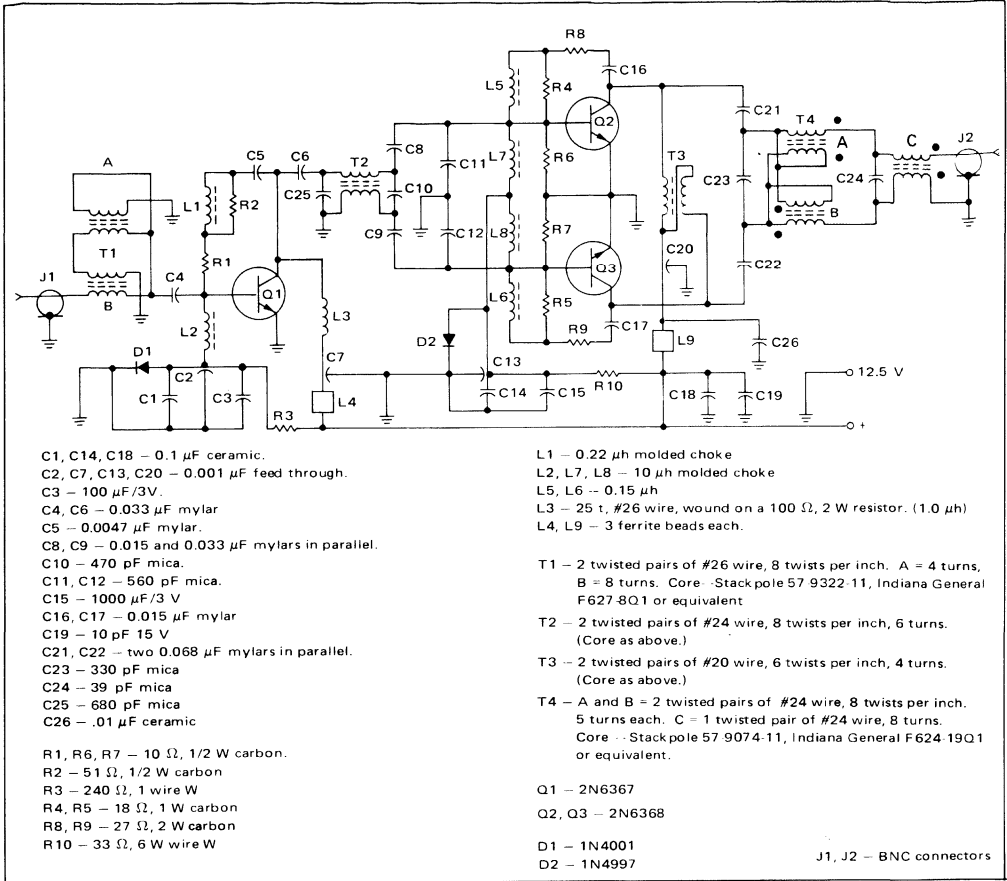 R8
C16
L5
R4
Q2
C21
T4
A
C
J2
C5
C6
T2
C8
L7
R6
T3
A
C11
C10
C23
C24
L1
R2
C25
B
T1
C9
C12
L8
R7
C20
J1
B
C4
R1
Q1
Q3
C22
L6
R5
L2
L3
D2
R9
C17
L9
C26
D1
C2
C7
C13
C1
C3
R3
L4
C14
C15
R10
C18
C19
12.5 V
+
C1, C14, C18 – 0.1 μF ceramic.
C2, C7, C13, C20 – 0.001 μF feed through.
C3 – 100 μF/3V.
C4, C6 – 0.033 μF mylar
C5 – 0.0047 μF mylar.
C8, C9 – 0.015 and 0.033 μF mylars in parallel.
C10 – 470 pF mica.
C11, C12 – 560 pF mica.
C15 – 1000 μF/3 V
C16, C17 – 0.015 μF mylar
C19 – 10 pF 15 V
C21, C22 – two 0.068 μF mylars in parallel.
C23 – 330 pF mica
C24 – 39 pF mica
C25 – 680 pF mica
C26 – .01 μF ceramic
R1, R6, R7 – 10 Ω, 1/2 W carbon.
R2 – 51 Ω, 1/2 W carbon
R3 – 240 Ω, 1 wire W
R4, R5 – 18 Ω, 1 W carbon
R8, R9 – 27 Ω, 2 W carbon
R10 – 33 Ω, 6 W wire W
L1 – 0.22 μh molded choke
L2, L7, L8 – 10 μh molded choke
L5, L6 -- 0.15 μh
L3 – 25 t, #26 wire, wound on a 100 Ω, 2 W resistor. (1.0 μh)
L4, L9 – 3 ferrite beads each.
T1 – 2 twisted pairs of #26 wire, 8 twists per inch. A = 4 turns,
B = 8 turns. Core--Stackpole 57-9322-11, Indiana General
F627-8Q1 or equivalent
T2 – 2 twisted pairs of #24 wire, 8 twists per inch, 6 turns.
(Core as above.)
T3 – 2 twisted pairs of #20 wire, 6 twists per inch, 4 turns.
(Core as above.)
T4 – A and B = 2 twisted pairs of #24 wire, 8 twists per inch.
5 turns each. C = 1 twisted pair of #24 wire, 8 turns.
Core -- Stackpole 57-9074-11, Indiana General F624-19Q1
or equivalent.
Q1 – 2N6367
Q2, Q3 – 2N6368
D1 – 1N4001
D2 – 1N4997
J1, J2 – BNC connectors